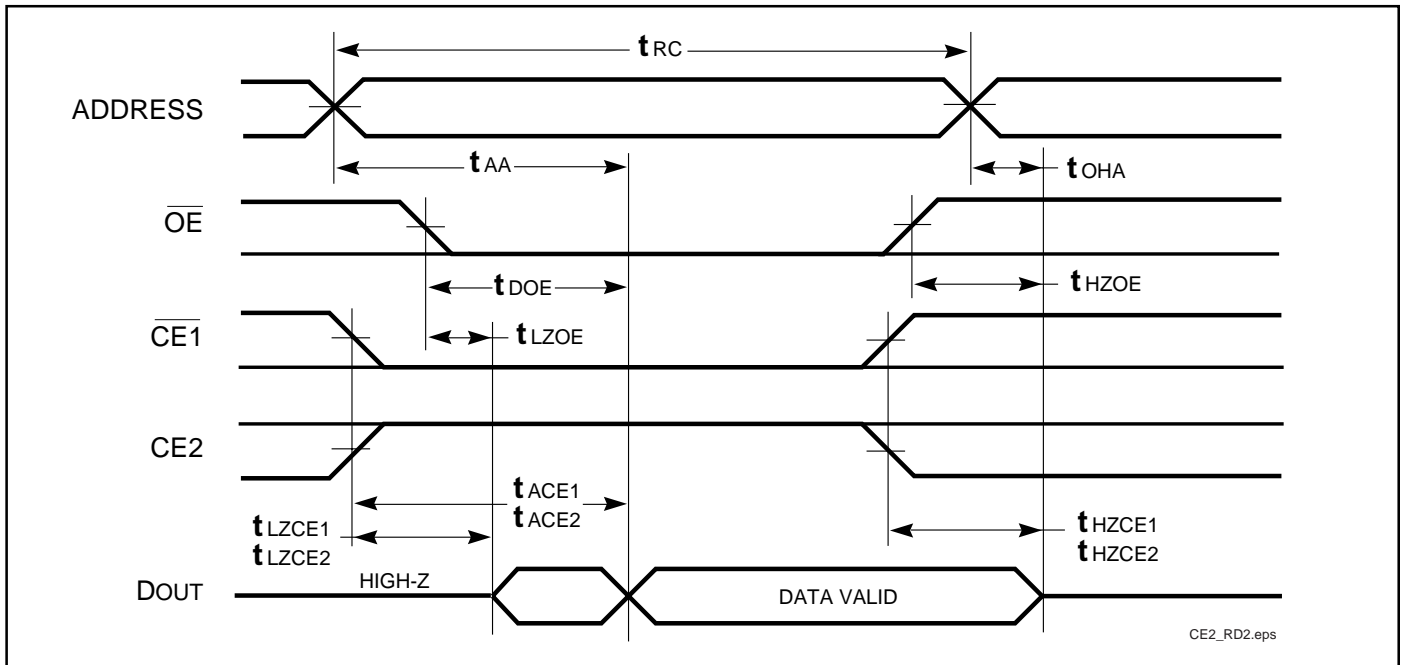 tRC
ADDRESS
tAA
tOHA
OE
tDOE
tHZOE
CE1
tLZOE
CE2
tACE1
tACE2
tLZCE1
tLZCE2
tHZCE1
tHZCE2
DOUT
HIGH-Z
DATA VALID
CE2_RD2.eps